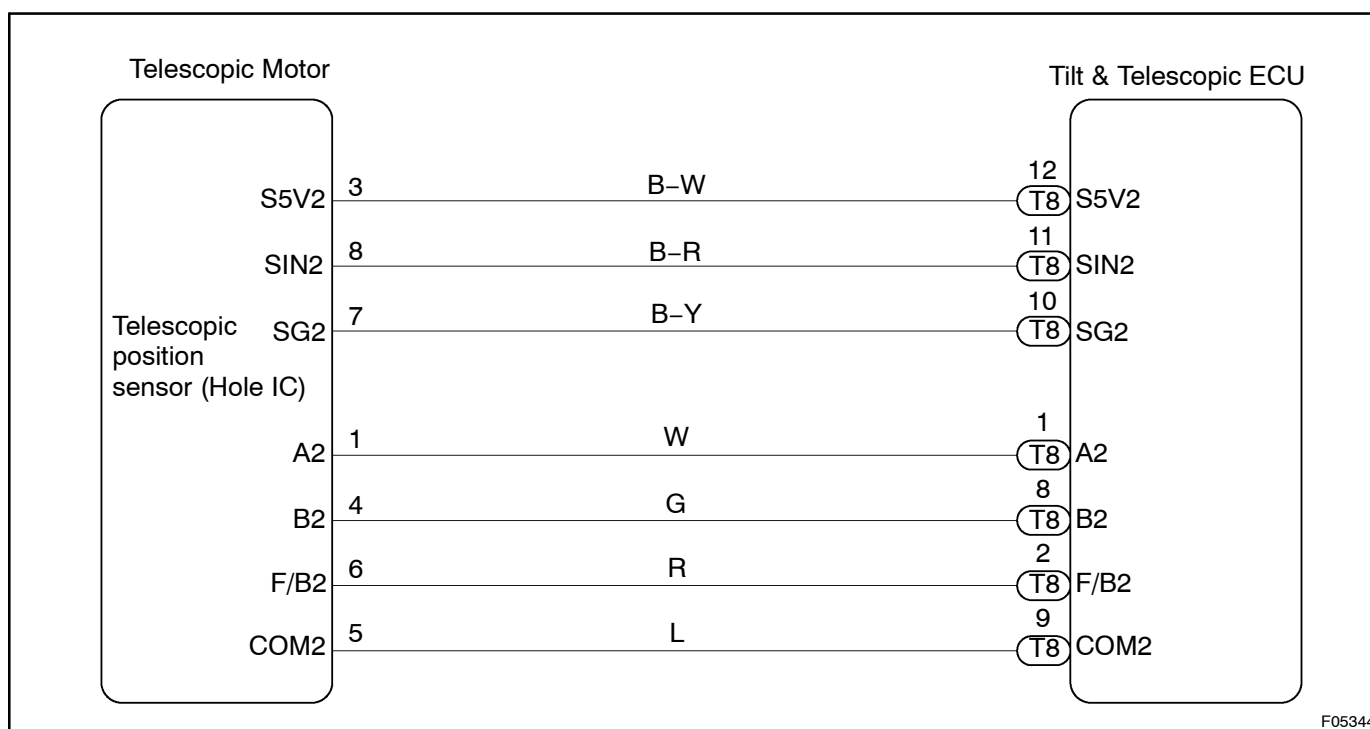 Telescopic Motor
Tilt & Telescopic ECU
S5V2 3 B–W 12 T8 S5V2
SIN2 8 B–R 11 T8 SIN2
Telescopic
position
sensor (Hole IC)
SG2 7 B–Y 10 T8 SG2
A2 1 W 1 T8 A2
B2 4 G 8 T8 B2
F/B2 6 R 2 T8 F/B2
COM2 5 L 9 T8 COM2
F05344